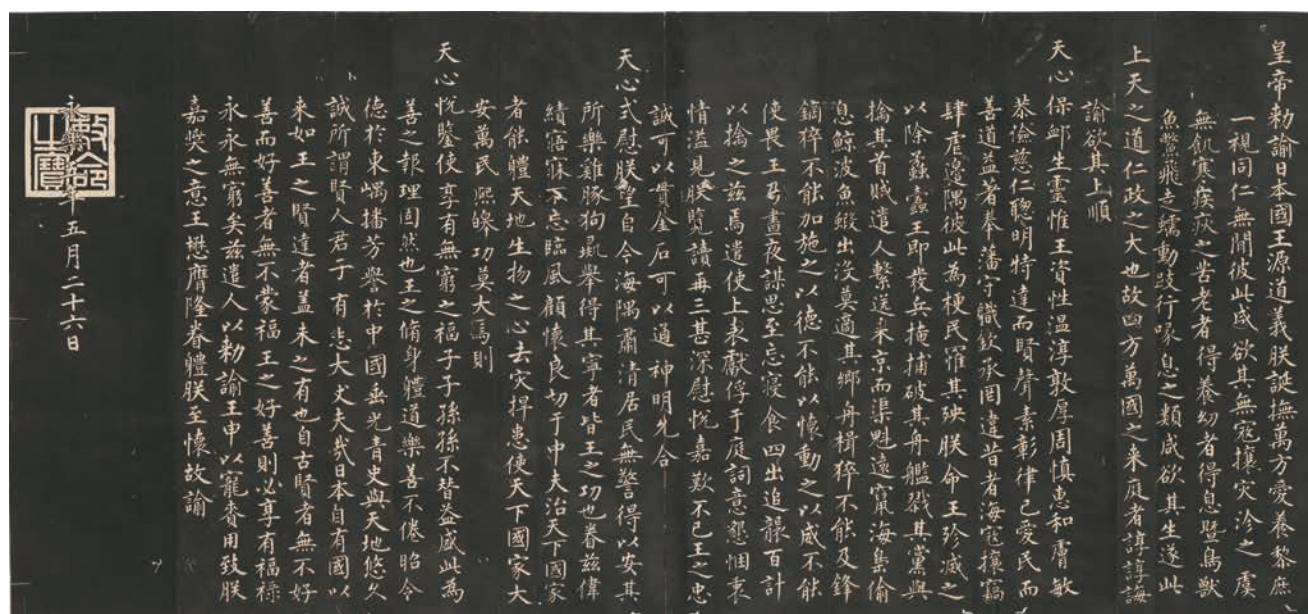 皇帝勅諭日本國王源道義朕誕撫萬方愛養黎庶
一視同仁無間彼此咸欲其無寇攘灾沴之虞
無飢寒疾疢之苦老者得養幼者得息暨鳥獸
魚鱉飛走蠕動跂行喙息之類咸欲其生遂此
上天之道仁政之大也故四方萬國之来庭者諄諄誨
諭欲其上順
天心保邺生靈惟王資性温淳敦厚周慎惠和膚敏
恭儉慈仁聰明特達而賢聲素彰律己愛民而
善道益著奉藩守職欽承罔違昔者海寇攘竊
肆虐邊隅彼此為梗民罹其殃朕命王殄滅之
以除蟊蠹王即發兵掩捕破其舟艦戮其黨與
擒其首賊遣人繫送来京而渠魁遠竄海島偷
息鯨波魚鰕出没莫過其鄉舟楫猝不能及鋒
鏑猝不能加施之以德不能以懷動之以威不能
使畏王乃晝夜謀思至忘寢食四出追躡百計
以擒之兹焉遣使上表獻俘于庭詞意懇悃衷
情溢見朕覽讀再三甚深慰悦嘉歎不已王之忠
誠可以貫金石可以通神明允合
天心式慰朕望自今海隅肅清居民無警得以安其
所樂雞豚狗彘舉得其寧者皆王之功也眷兹偉
績寤寐不忘臨風顧懷良切于中夫治天下國家
者能體天地生物之心去灾捍患使天下國家大
安萬民熙皞功莫大焉則
天心悦鑒使享有無窮之福子子孫孫不替益盛此為
善之報理固然也王之脩身體道樂善不倦昭令
德於東嵎播芳譽於中國垂光青史與天地悠久
誠所謂賢人君子有志大丈夫哉日本自有國以
来如王之賢達者盖未之有也自古賢者無不好
善而好善者無不蒙福王之好善則必享有福祿
永永無窮矣兹遣人以勅諭王申以寵賚用致朕
嘉奬之意王懋膺隆眷體朕至懷故諭
永樂年五月二十六日
勅命之寶